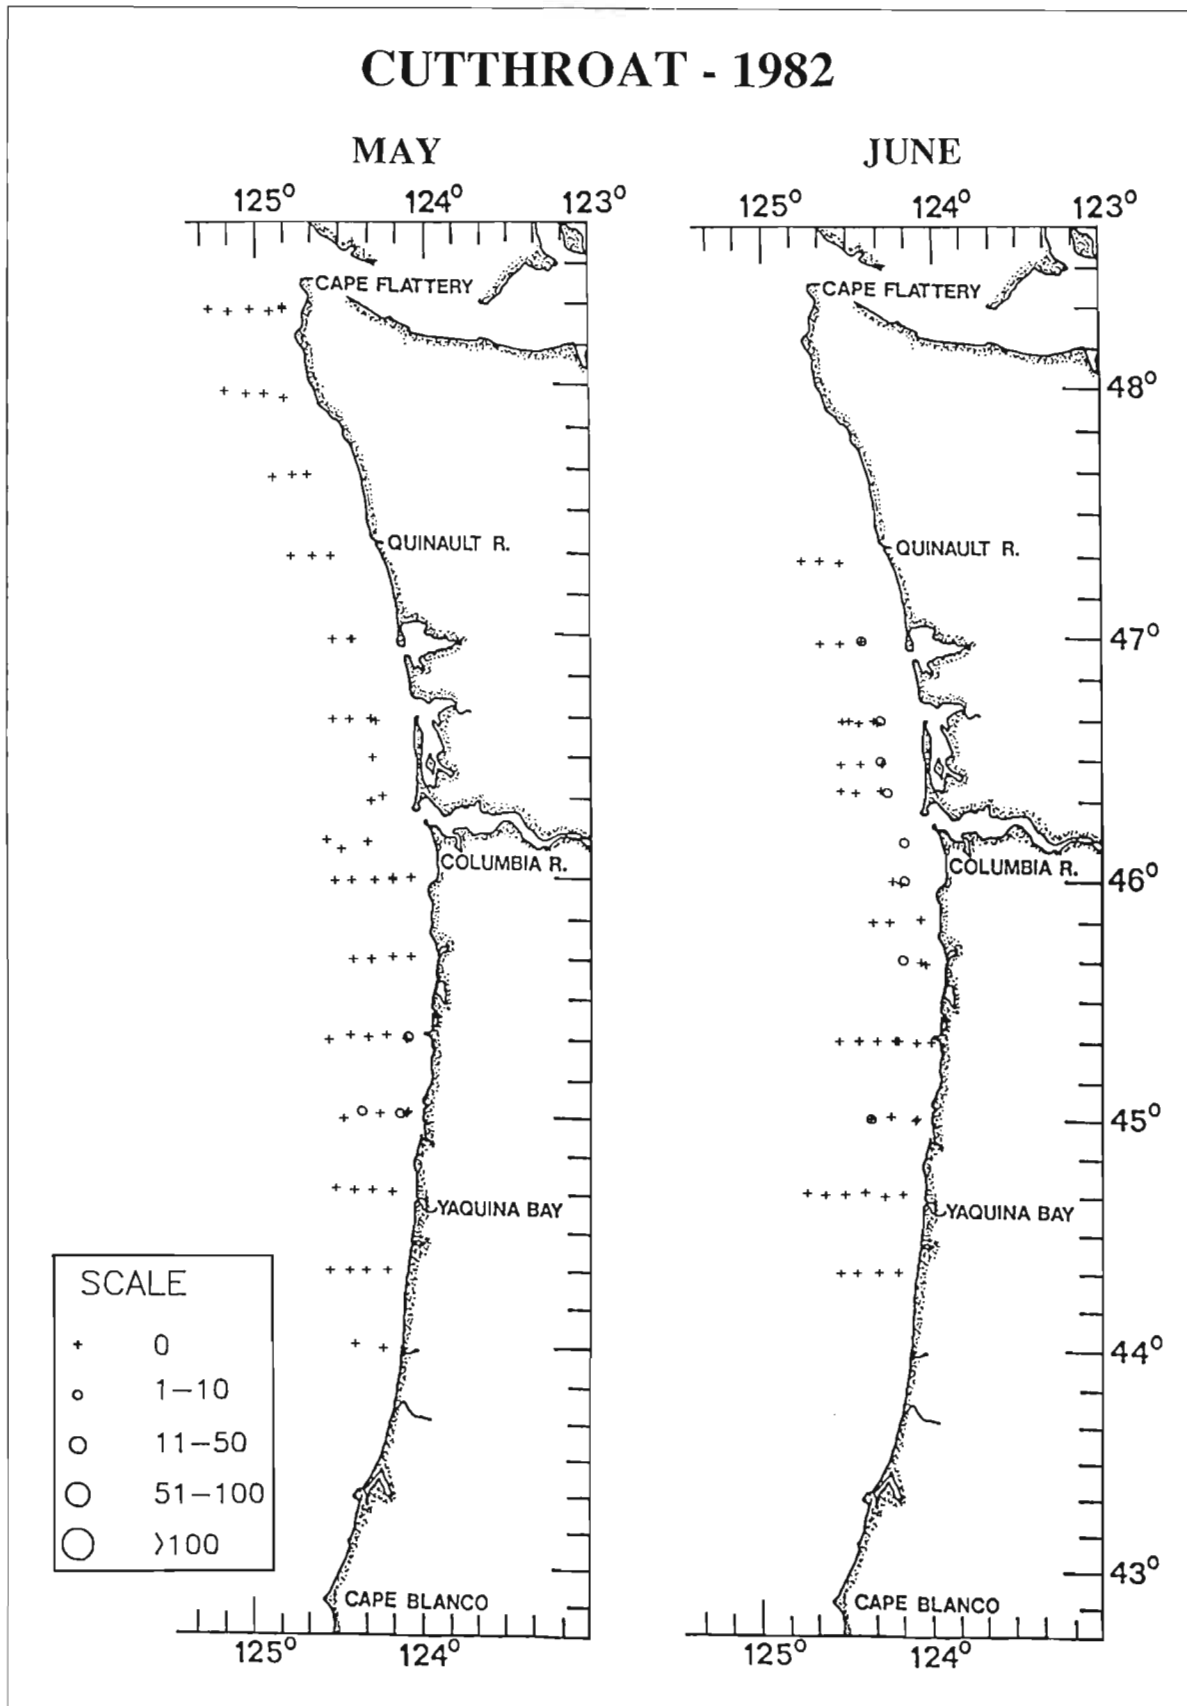 CUTTHROAT - 1982
MAY
125° 124° 123°
CAPE FLATTERY
QUINAULT R.
COLUMBIA R.
YAQUINA BAY
CAPE BLANCO
125° 124°
JUNE
125° 124° 123°
CAPE FLATTERY
48°
QUINAULT R.
47°
COLUMBIA R.
46°
45°
YAQUINA BAY
44°
43°
CAPE BLANCO
125° 124°
SCALE
+ 0
1-10
11-50
51-100
>100